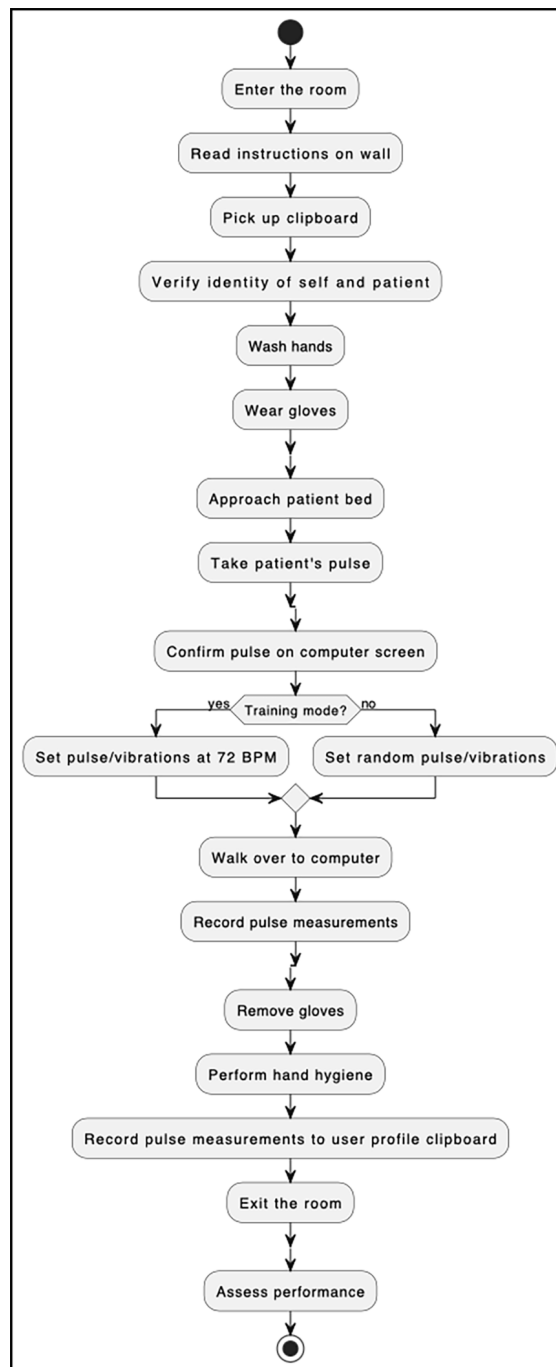 Enter the room
Read instructions on wall
Pick up clipboard
Verify identity of self and patient
Wash hands
Wear gloves
Approach patient bed
Take patient's pulse
Confirm pulse on computer screen
yes
Training mode?
no
Set pulse/vibrations at 72 BPM
Set random pulse/vibrations
Walk over to computer
Record pulse measurements
Remove gloves
Perform hand hygiene
Record pulse measurements to user profile clipboard
Exit the room
Assess performance